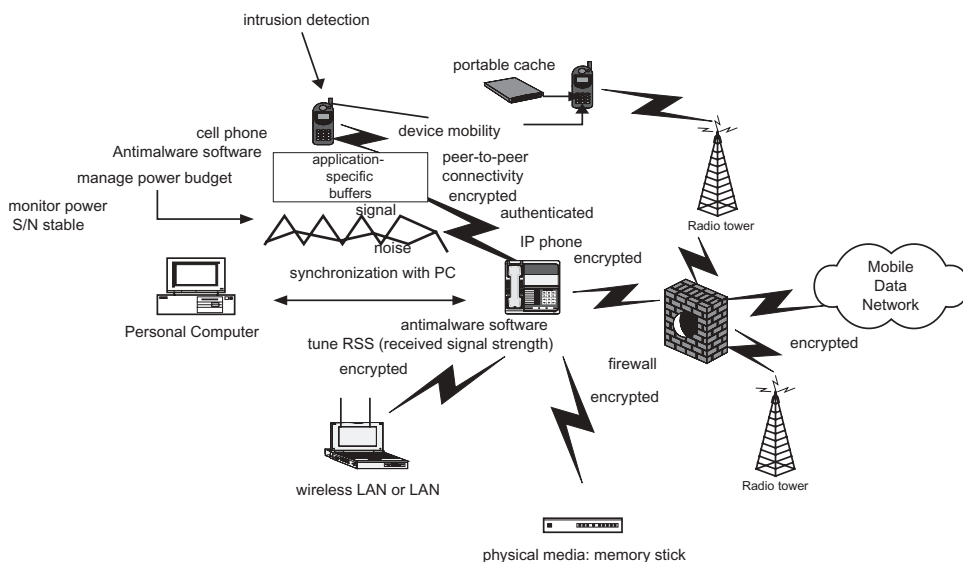 intrusion detection
portable cache
cell phone
Antimalware software
device mobility
manage power budget
application-
specific
buffers
peer-to-peer
connectivity
encrypted
monitor power
S/N stable
signal
authenticated
Radio tower
noise
IP phone
encrypted
synchronization with PC
Mobile
Data
Network
Personal Computer
antimalware software
tune RSS (received signal strength)
encrypted
firewall
encrypted
encrypted
wireless LAN or LAN
Radio tower
physical media: memory stick